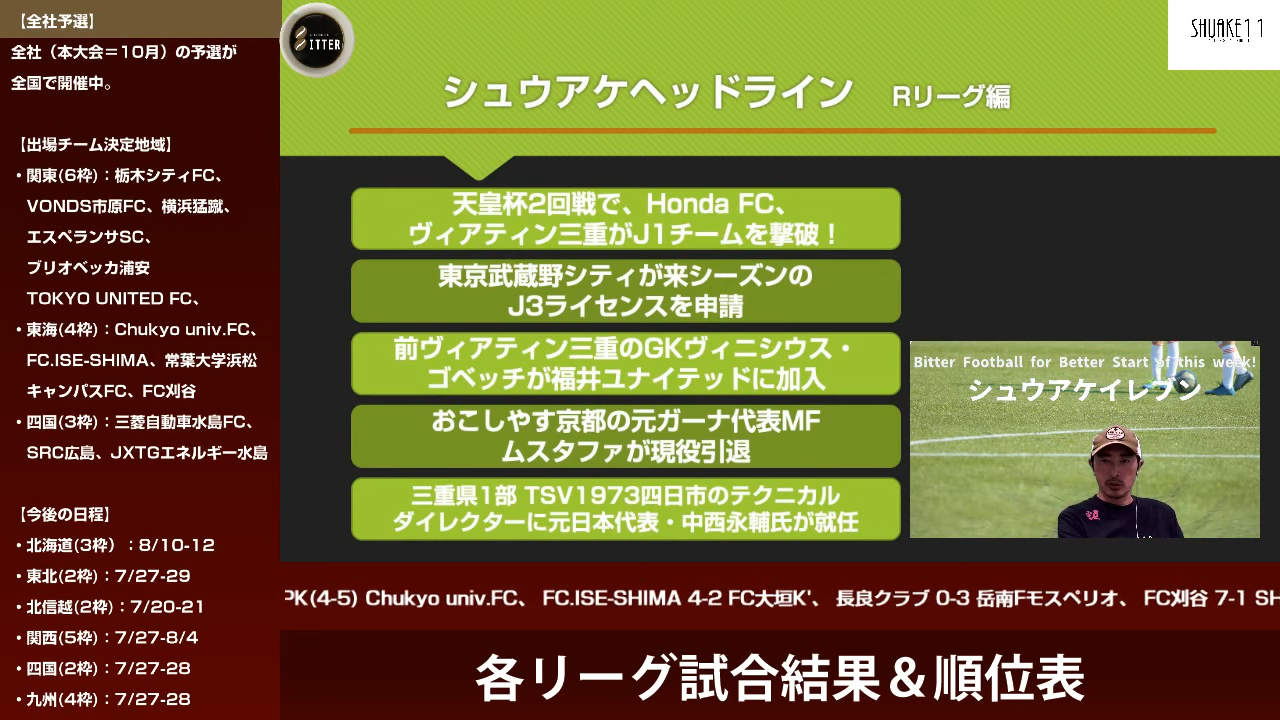 【全社予選】
全社（本大会＝10月）の予選が
全国で開催中。
【出場チーム決定地域】
・関東(6枠)：栃木シティFC、
VONDS市原FC、横浜猛蹴、
エスペランサSC、
ブリオベッカ浦安
TOKYO UNITED FC、
・東海(4枠)：Chukyo univ.FC、
FC.ISE-SHIMA、常葉大学浜松
キャンパスFC、FC刈谷
・四国(3枠)：三菱自動車水島FC、
SRC広島、JXTGエネルギー水島
【今後の日程】
・北海道(3枠）：8/10-12
・東北(2枠)：7/27-29
・北信越(2枠)：7/20-21
・関西(5枠)：7/27-8/4
・四国(2枠)：7/27-28
・九州(4枠)：7/27-28
BITTER
SHUAKE11
シュウアケヘッドライン Rリーグ編
天皇杯2回戦で、Honda FC、
ヴィアティン三重がJ1チームを撃破！
東京武蔵野シティが来シーズンの
J3ライセンスを申請
前ヴィアティン三重のGKヴィニシウス・
ゴベッチが福井ユナイテッドに加入
おこしやす京都の元ガーナ代表MF
ムスタファが現役引退
三重県1部 TSV1973四日市のテクニカル
ダイレクターに元日本代表・中西永輔氏が就任
Bitter Football for Better Start of this week!
シュウアケイレブン
PK(4-5) Chukyo univ.FC、 FC.ISE-SHIMA 4-2 FC大垣K'、 長良クラブ 0-3 岳南Fモスペリオ、 FC刈谷 7-1 SH
各リーグ試合結果＆順位表